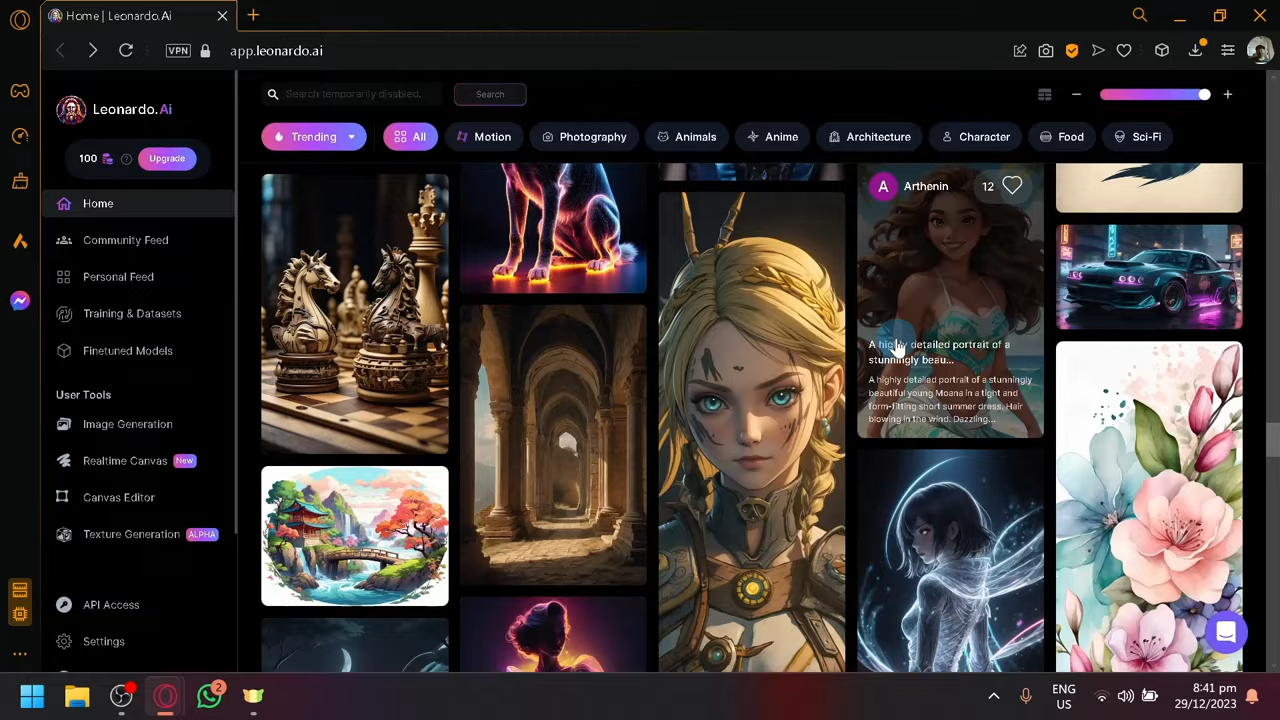 Home | Leonardo.Ai
VPN
app.leonardo.ai
Leonardo.Ai
100
Upgrade
Home
Community Feed
Personal Feed
Training & Datasets
Finetuned Models
User Tools
Image Generation
Realtime Canvas New
Canvas Editor
Texture Generation ALPHA
API Access
Settings
Search temporarily disabled.
Search
Trending
All
Motion
Photography
Animals
Anime
Architecture
Character
Food
Sci-Fi
A Arthenin 12
A highly detailed portrait of a
stunningly beau...
A highly detailed portrait of a stunningly
beautiful young Moana in a tight and
form-fitting short summer dress. Hair
blowing in the wind. Dazzling...
2
ENG
US
8:41 pm
29/12/2023